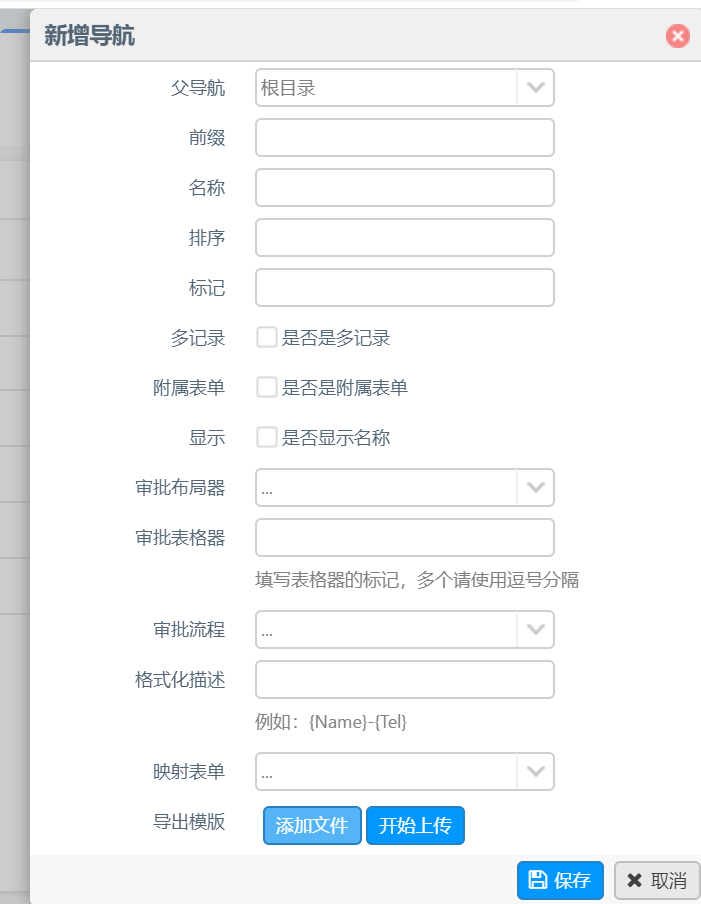 新增导航
父导航 根目录
前缀
名称
排序
标记
多记录 是否是多记录
附属表单 是否是附属表单
显示 是否显示名称
审批布局器 ...
审批表格器
填写表格器的标记，多个请使用逗号分隔
审批流程 ...
格式化描述
例如：{Name}-{Tel}
映射表单 ...
导出模版 添加文件 开始上传
保存 取消